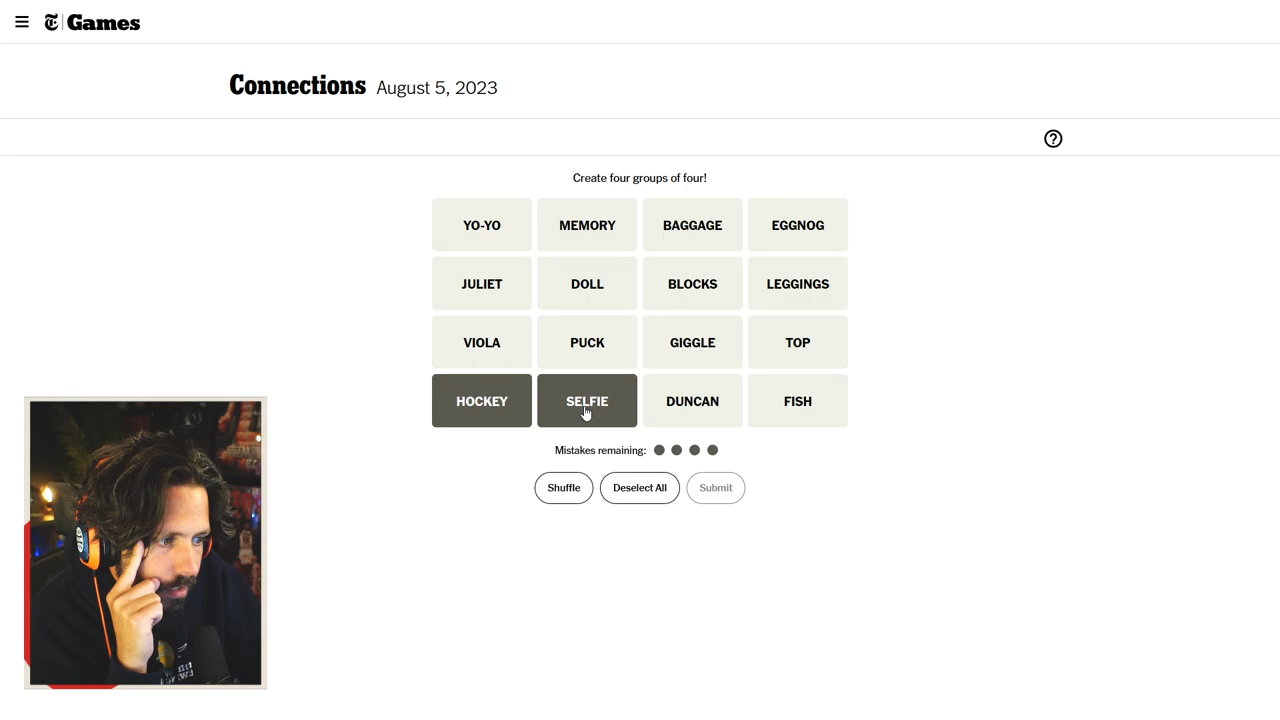 Games
Connections August 5, 2023
Create four groups of four!
YO-YO MEMORY BAGGAGE EGGNOG
JULIET DOLL BLOCKS LEGGINGS
VIOLA PUCK GIGGLE TOP
HOCKEY SELFIE DUNCAN FISH
Mistakes remaining:
Shuffle Deselect All Submit